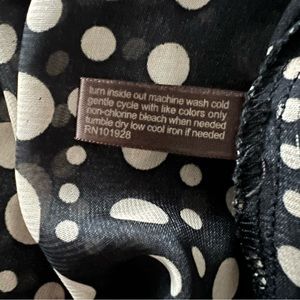 turn inside out machine wash cold
gentle cycle with like colors only
non-chlorine bleach when needed
tumble dry low cool iron if needed
RN101928